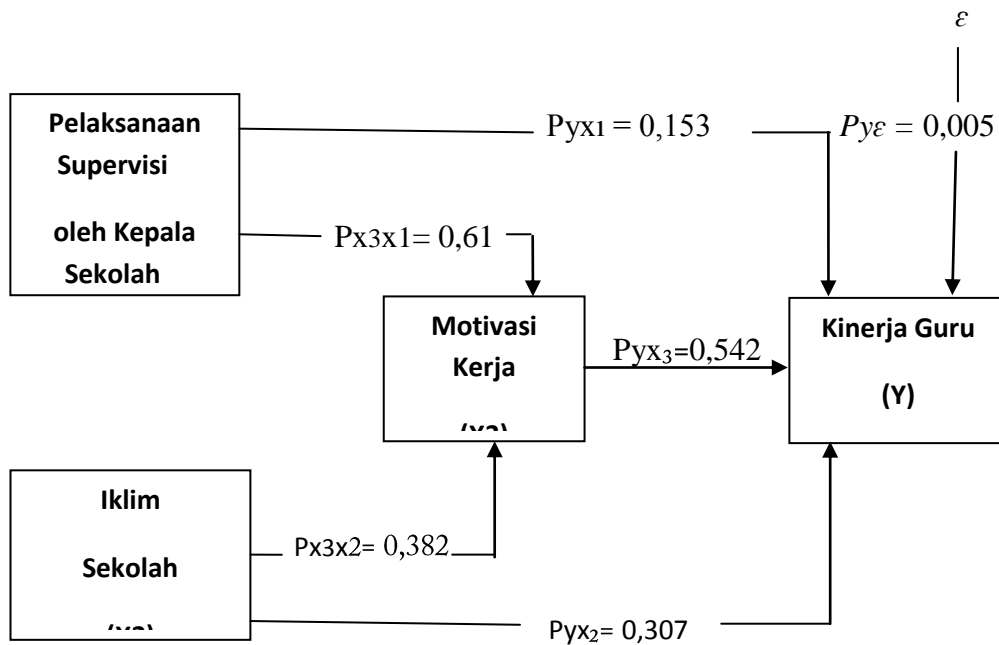 ε
Pelaksanaan
Supervisi
oleh Kepala
Sekolah
Pyx1 = 0,153
Pyε = 0,005
Px3x1= 0,61
Motivasi
Kerja
Pyx₃=0,542
Kinerja Guru
(Y)
Iklim
Sekolah
Px3x2= 0,382
Pyx₂= 0,307